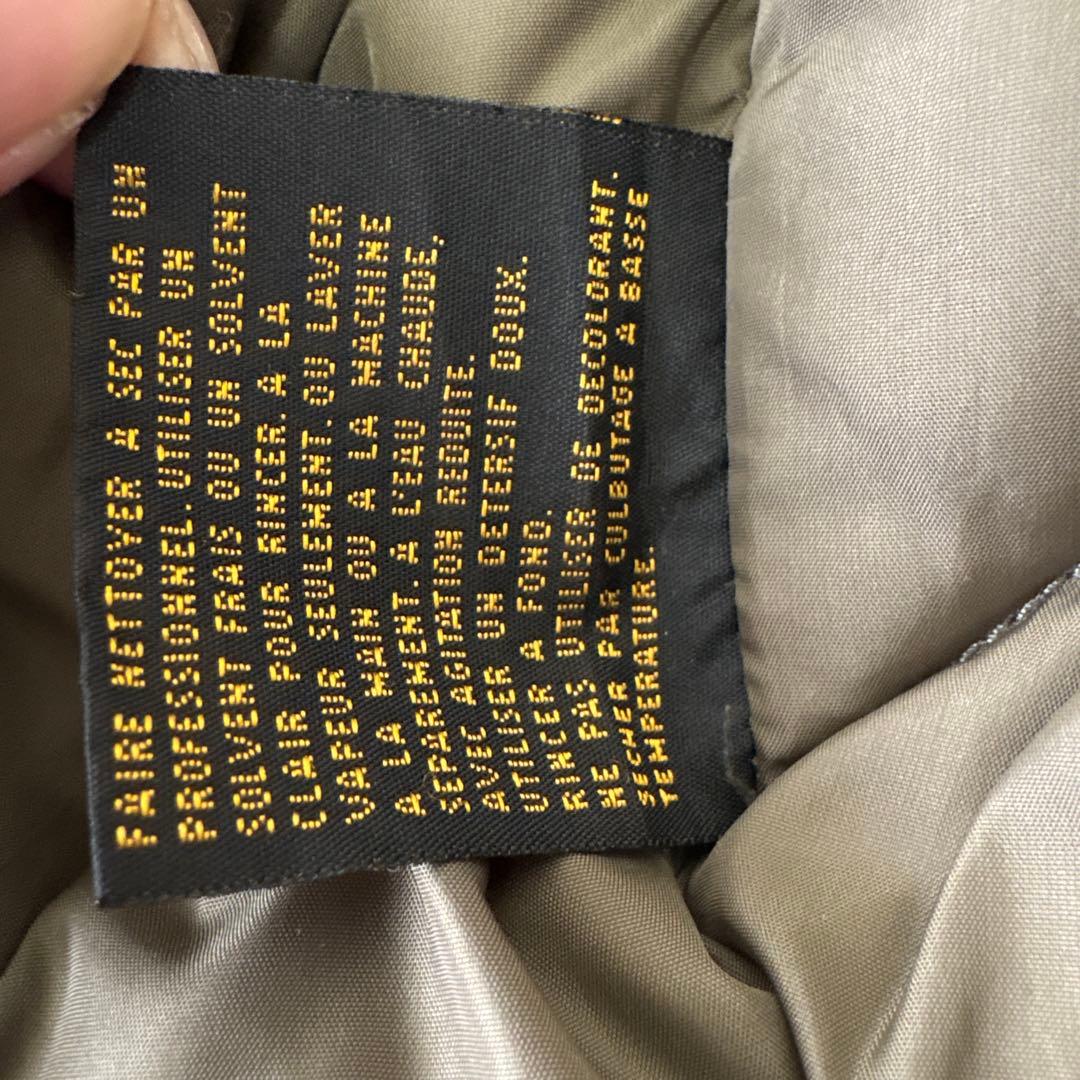 FAIRE NETTOYER A SEC PAR UN
PROFESSIONNEL. UTILISER UN
SOLVENT FRAIS OU UN SOLVENT
CLAIR POUR RINCER. A LA
VAPEUR SEULEMENT. OU LAVER
A LA MAIN OU A LA MACHINE
SEPAREMENT. A L'EAU CHAUDE,
AVEC AGITATION REDUITE.
UTILISER UN DETERSIF DOUX.
RINCER A FOND.
NE PAS UTILISER DE DECOLORANT.
SECHER PAR CULBUTAGE A BASSE
TEMPERATURE.